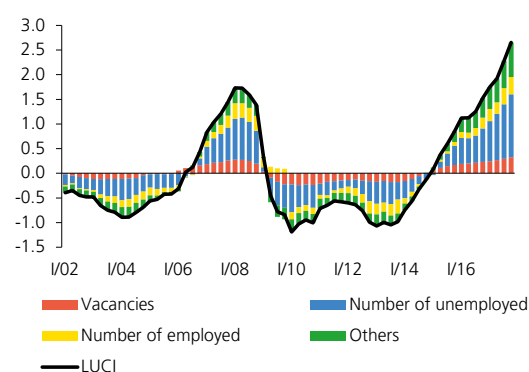 3.0
2.5
2.0
1.5
1.0
0.5
0.0
-0.5
-1.0
-1.5
I/02 I/04 I/06 I/08 I/10 I/12 I/14 I/16
Vacancies Number of unemployed
Number of employed Others
LUCI